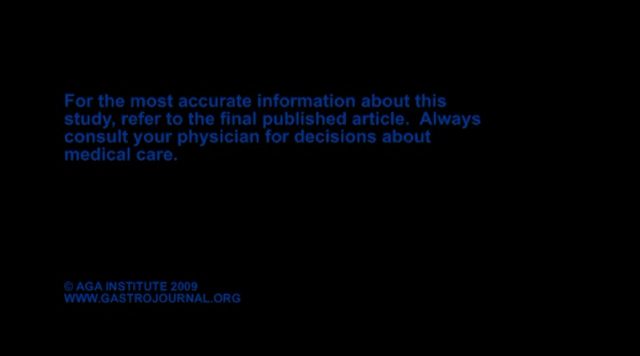 For the most accurate information about this
study, refer to the final published article.  Always
consult your physician for decisions about
medical care.
© AGA INSTITUTE 2009
WWW.GASTROJOURNAL.ORG